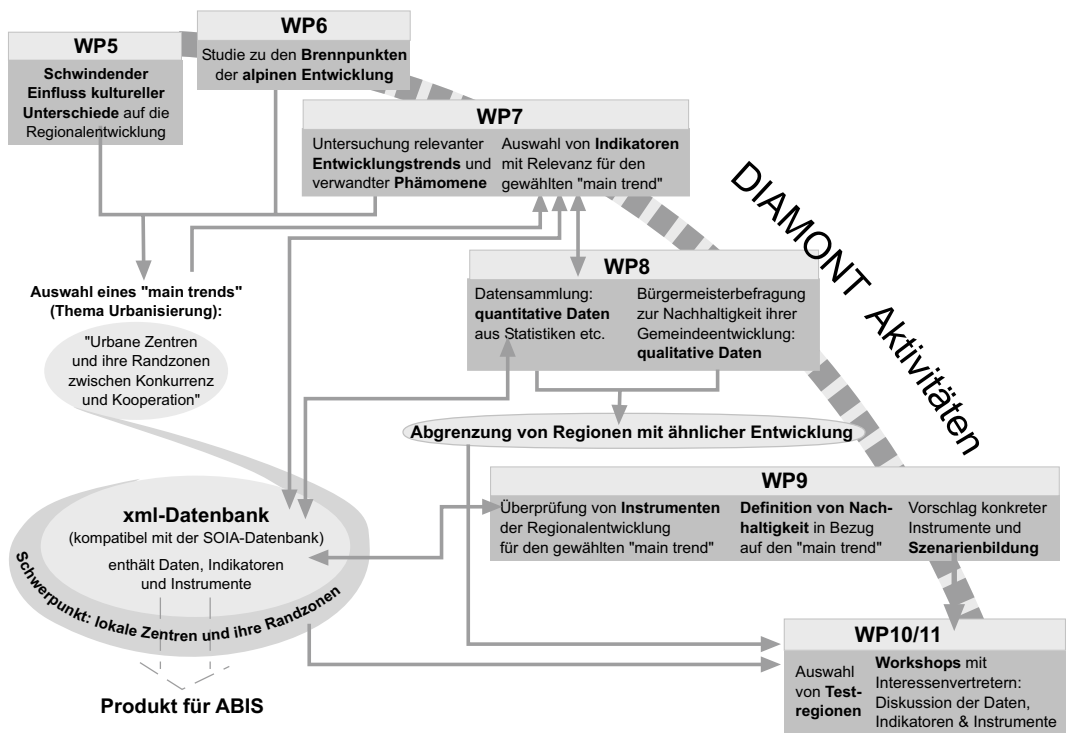 WP5
Schwindender
Einfluss kultureller
Unterschiede auf die
Regionalentwicklung
WP6
Studie zu den Brennpunkten
der alpinen Entwicklung
WP7
Untersuchung relevanter
Entwicklungstrends und
verwandter Phämomene
Auswahl von Indikatoren
mit Relevanz für den
gewählten "main trend"
DIAMONT Aktivitäten
Auswahl eines "main trends"
(Thema Urbanisierung):
"Urbane Zentren
und ihre Randzonen
zwischen Konkurrenz
und Kooperation"
WP8
Datensammlung:
quantitative Daten
aus Statistiken etc.
Bürgermeisterbefragung
zur Nachhaltigkeit ihrer
Gemeindeentwicklung:
qualitative Daten
Abgrenzung von Regionen mit ähnlicher Entwicklung
WP9
Überprüfung von Instrumenten
der Regionalentwicklung
für den gewählten "main trend"
Definition von Nach-
haltigkeit in Bezug
auf den "main trend"
Vorschlag konkreter
Instrumente und
Szenarienbildung
xml-Datenbank
(kompatibel mit der SOIA-Datenbank)
enthält Daten, Indikatoren
und Instrumente
Schwerpunkt: lokale Zentren und ihre Randzonen
Produkt für ABIS
WP10/11
Auswahl
von Test-
regionen
Workshops mit
Interessenvertretern:
Diskussion der Daten,
Indikatoren & Instrumente